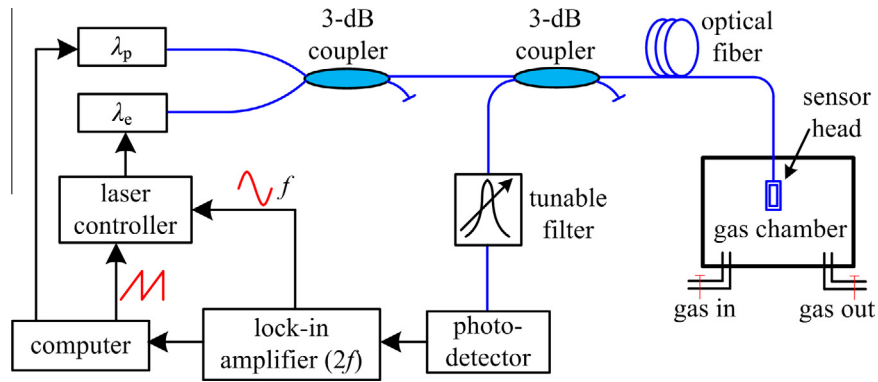 3-dB
coupler
3-dB
coupler
optical
fiber
λp
λe
sensor
head
laser
controller
f
tunable
filter
gas chamber
gas in
gas out
computer
lock-in
amplifier (2f)
photo-
detector